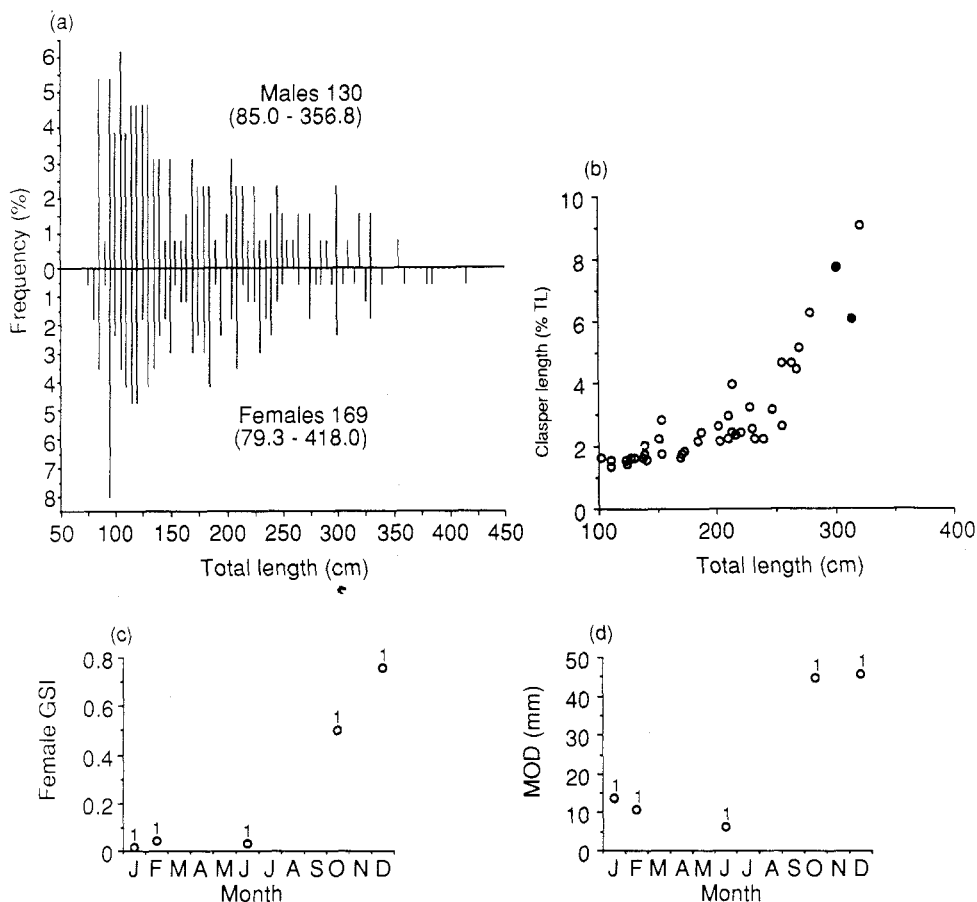 (a)
6
5
4
3
2
1
0
1
2
3
4
5
6
7
8
Frequency (%)
Males 130
(85.0 - 356.8)
Females 169
(79.3 - 418.0)
50 100 150 200 250 300 350 400 450
Total length (cm)
(b)
10
8
6
4
2
0
Clasper length (% TL)
100 200 300 400
Total length (cm)
(c)
0.8
0.6
0.4
0.2
0
Female GSI
1 1 1 1 1
J F M A M J J A S O N D
Month
(d)
50
40
30
20
10
0
MOD (mm)
1 1 1 1 1
J F M A M J J A S O N D
Month